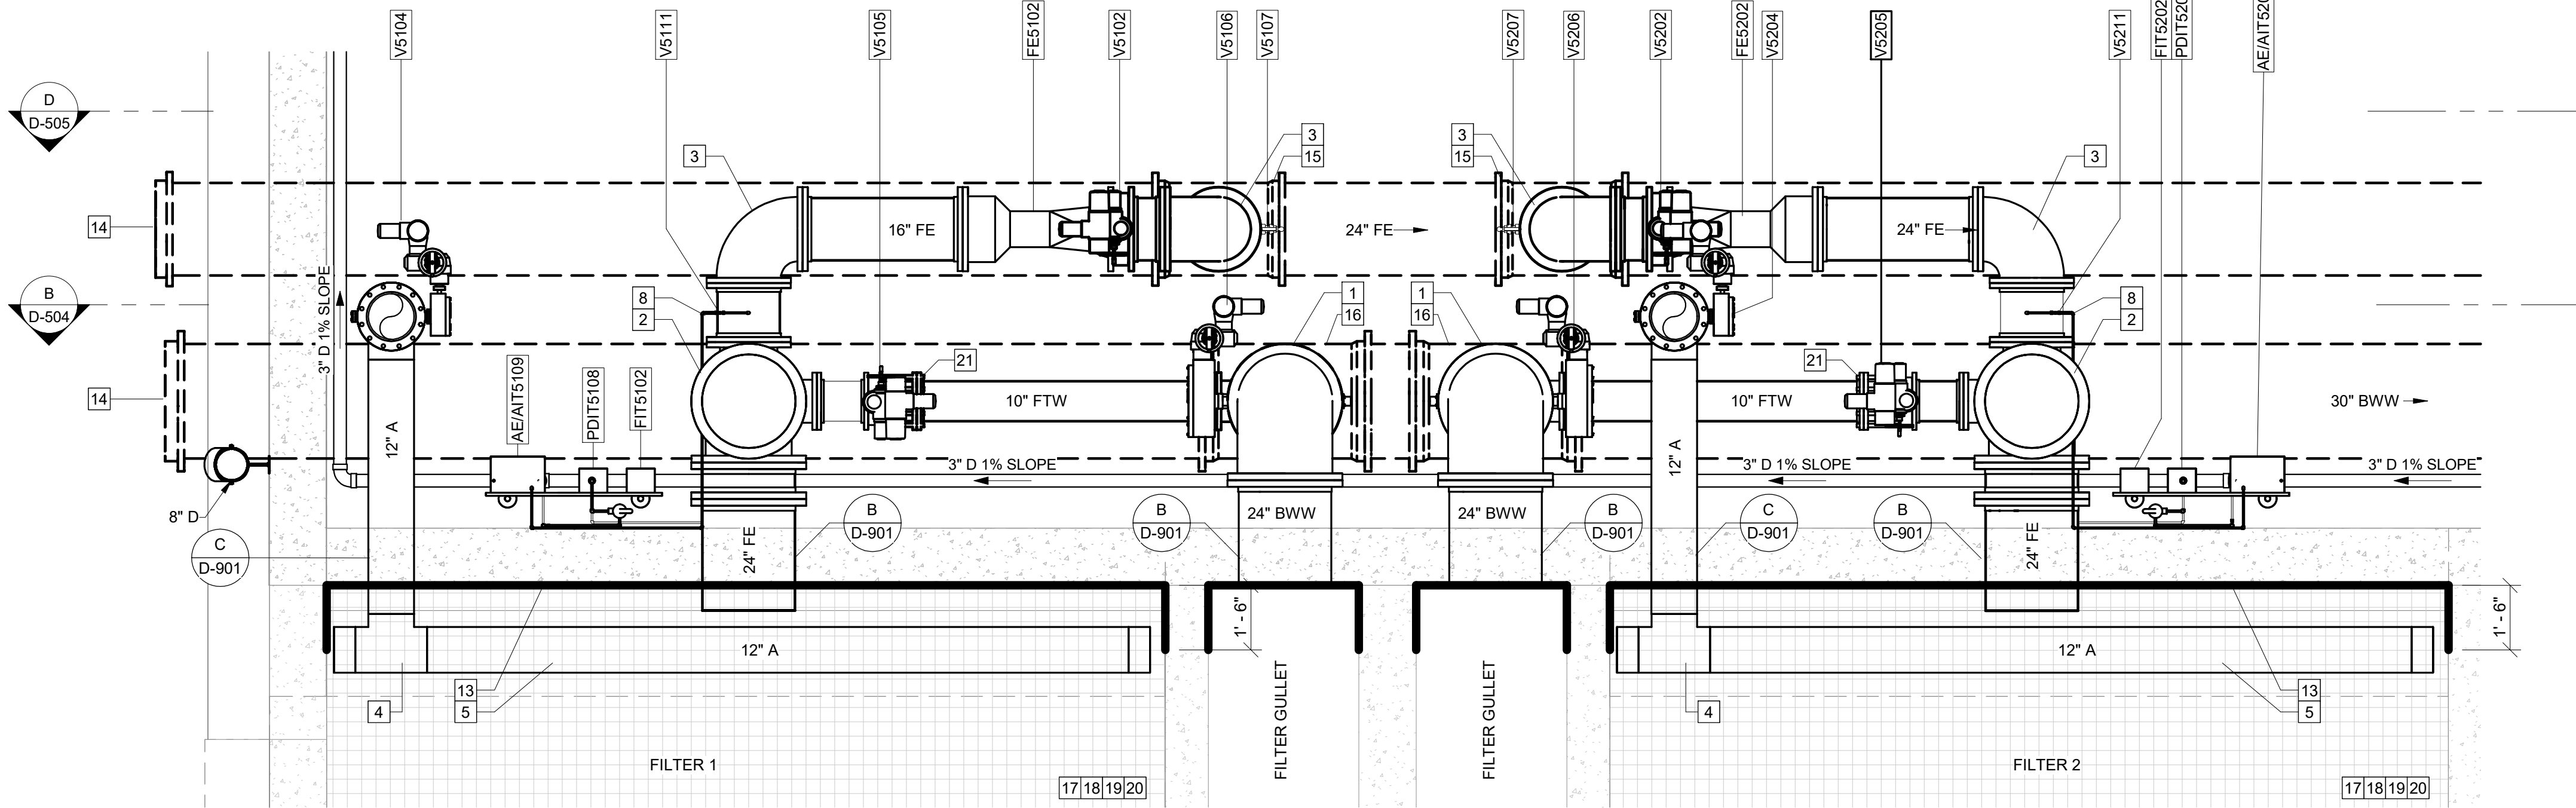 V5104
V5111
V5105
FE5102
V5102
V5106
V5107
V5207
V5206
V5202
FE5202
V5204
V5205
V5211
FIT5202
D
D-505
3
3
15
3
15
3
14
16" FE
24" FE
24" FE
B
D-504
3" D 1% SLOPE
8
2
1
16
1
16
8
2
21
21
14
AE/AIT5109
PDIT5108
FIT5102
12" A
10" FTW
12" A
10" FTW
30" BWW
3" D 1% SLOPE
3" D 1% SLOPE
3" D 1% SLOPE
8" D
C
D-901
24" FE
B
D-901
B
D-901
24" BWW
24" BWW
B
D-901
C
D-901
B
D-901
24" FE
1' - 6"
1' - 6"
12" A
12" A
13
5
4
4
13
5
FILTER GULLET
FILTER GULLET
FILTER 1
FILTER 2
17 18 19 20
17 18 19 20